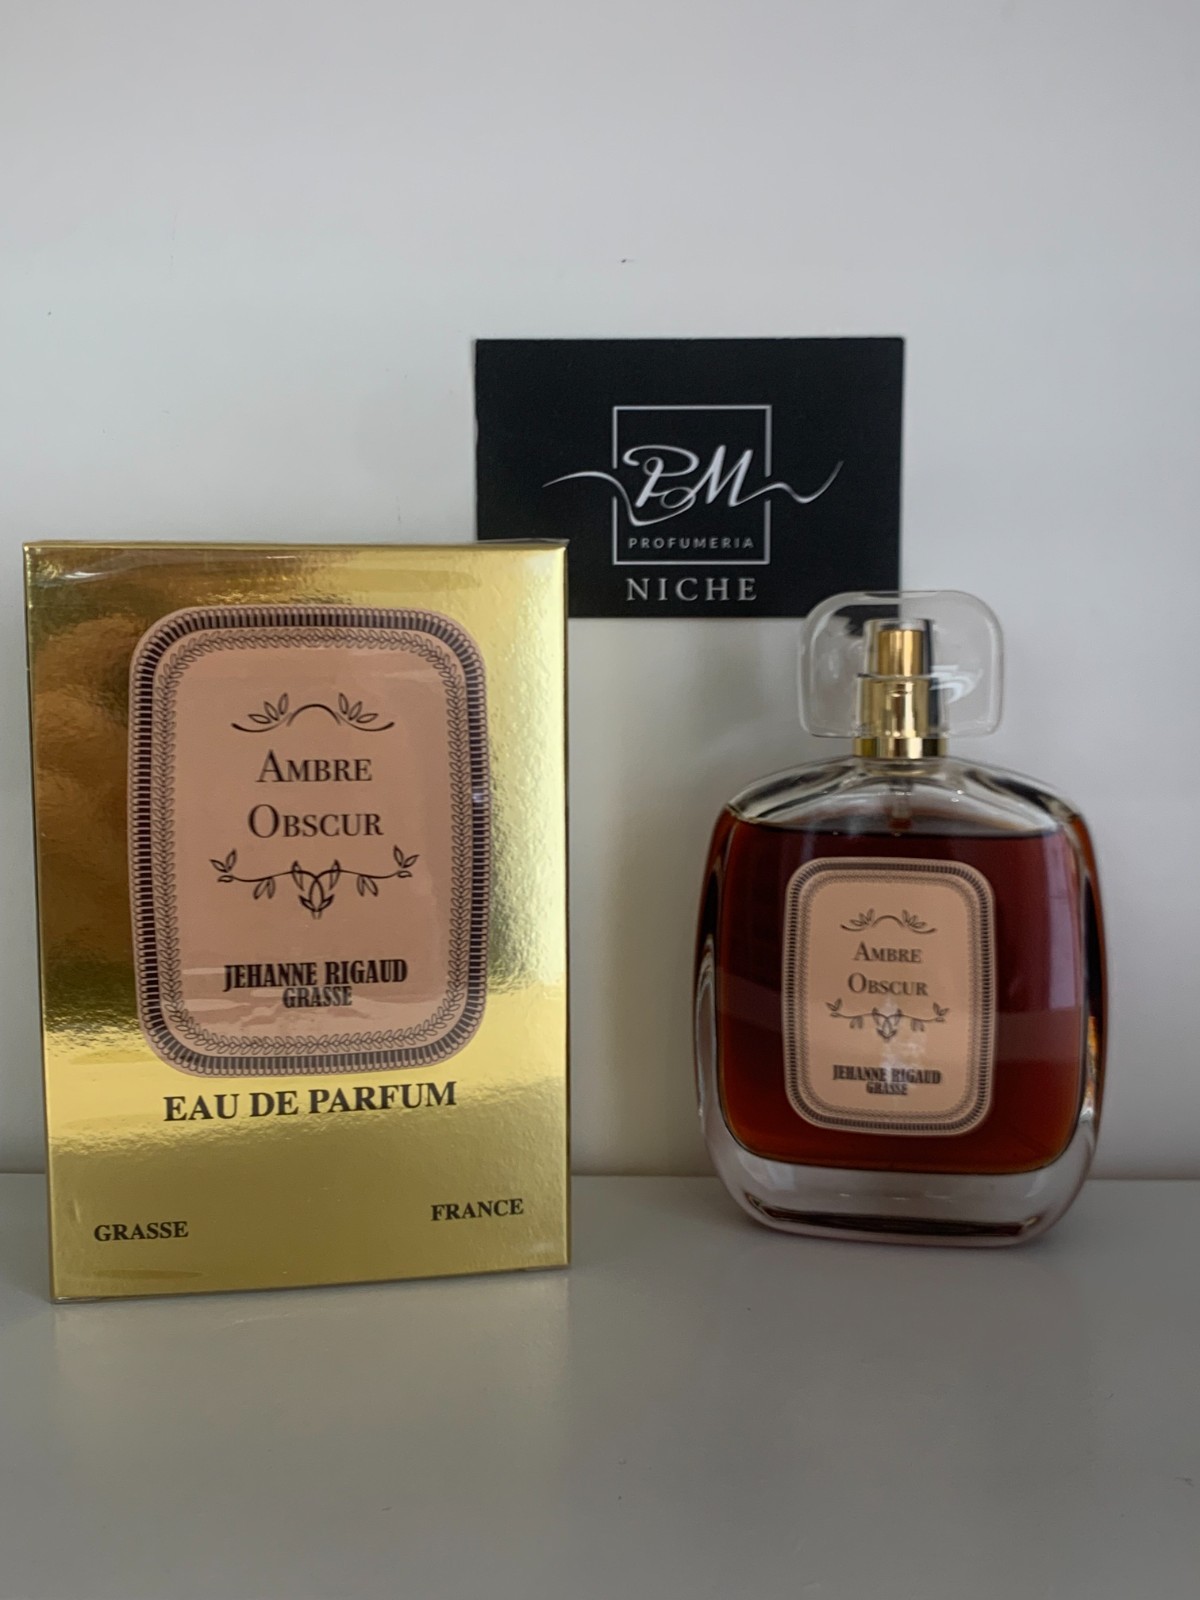 PM
PROFUMERIA
NICHE
AMBRE
OBSCUR
JEHANNE RIGAUD
GRASSE
EAU DE PARFUM
GRASSE
FRANCE
AMBRE
OBSCUR
JEHANNE RIGAUD
GRASSE